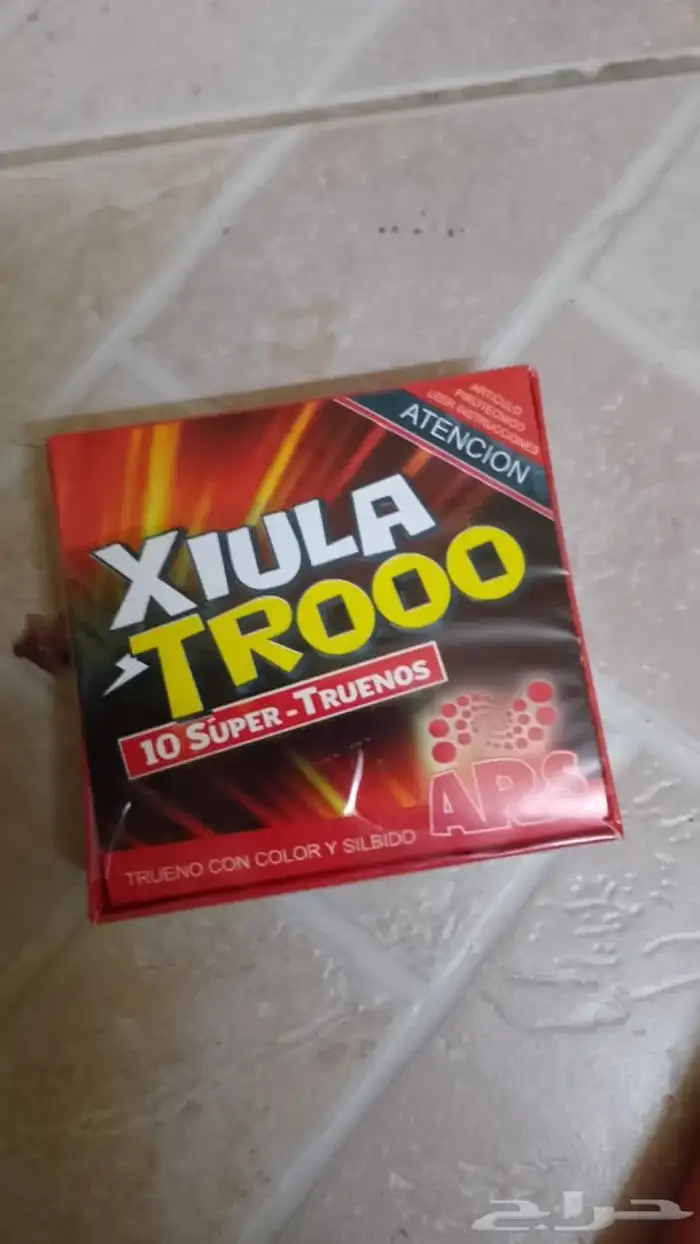 ARTICULO
PIROTECNICO
LEER INSTRUCCIONES
ATENCION
XIULA
TROOO
10 SÚPER-TRUENOS
ARS
TRUENO CON COLOR Y SILBIDO
حراج